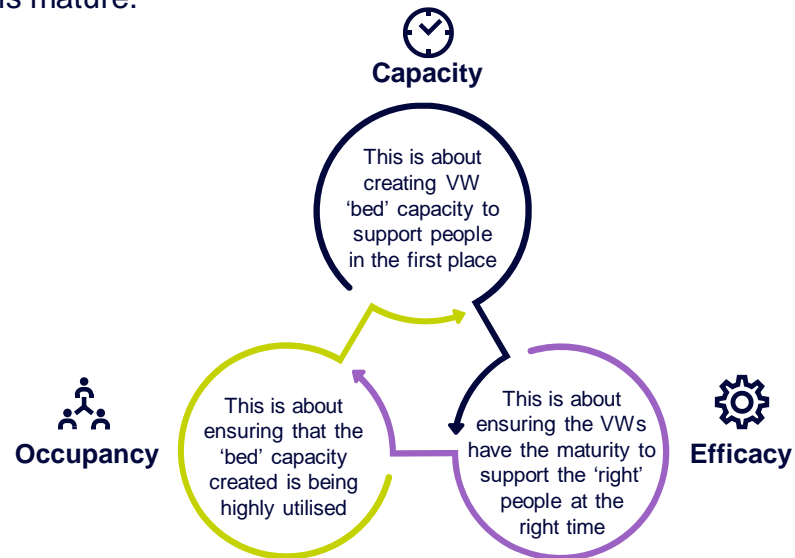 is mature.
Capacity
This is about
creating VW
‘bed’ capacity to
support people
in the first place
Occupancy
This is about
ensuring that the
‘bed’ capacity
created is being
highly utilised
This is about
ensuring the VWs
have the maturity to
support the ‘right’
people at the
right time
Efficacy